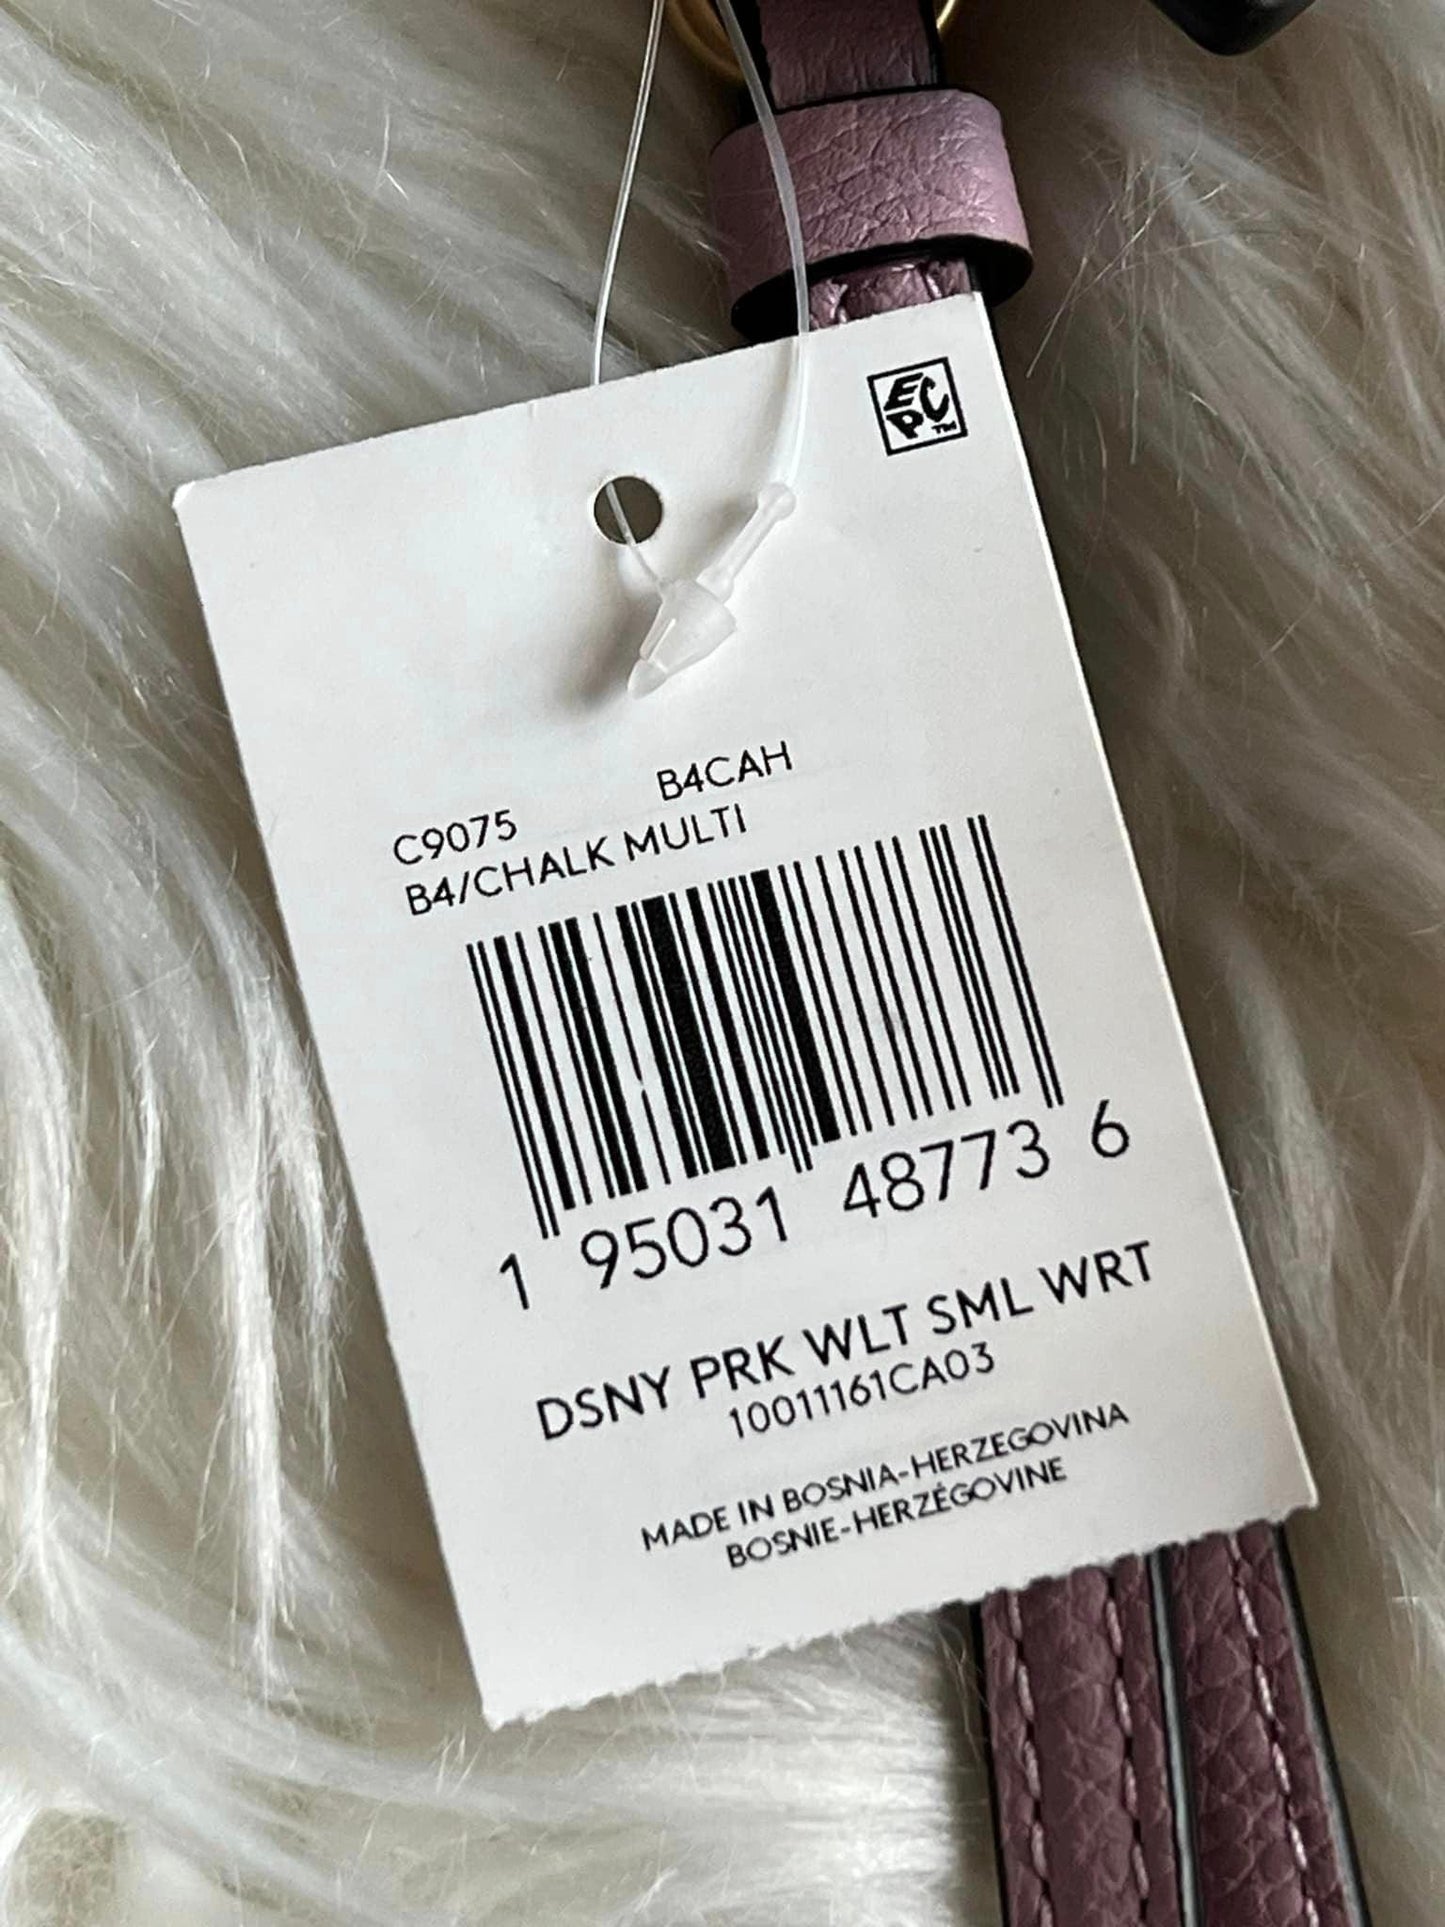 EPC™
B4CAH
C9075
B4/CHALK MULTI
1 95031 48773 6
DSNY PRK WLT SML WRT
10011161CA03
MADE IN BOSNIA-HERZEGOVINA
BOSNIE-HERZÉGOVINE